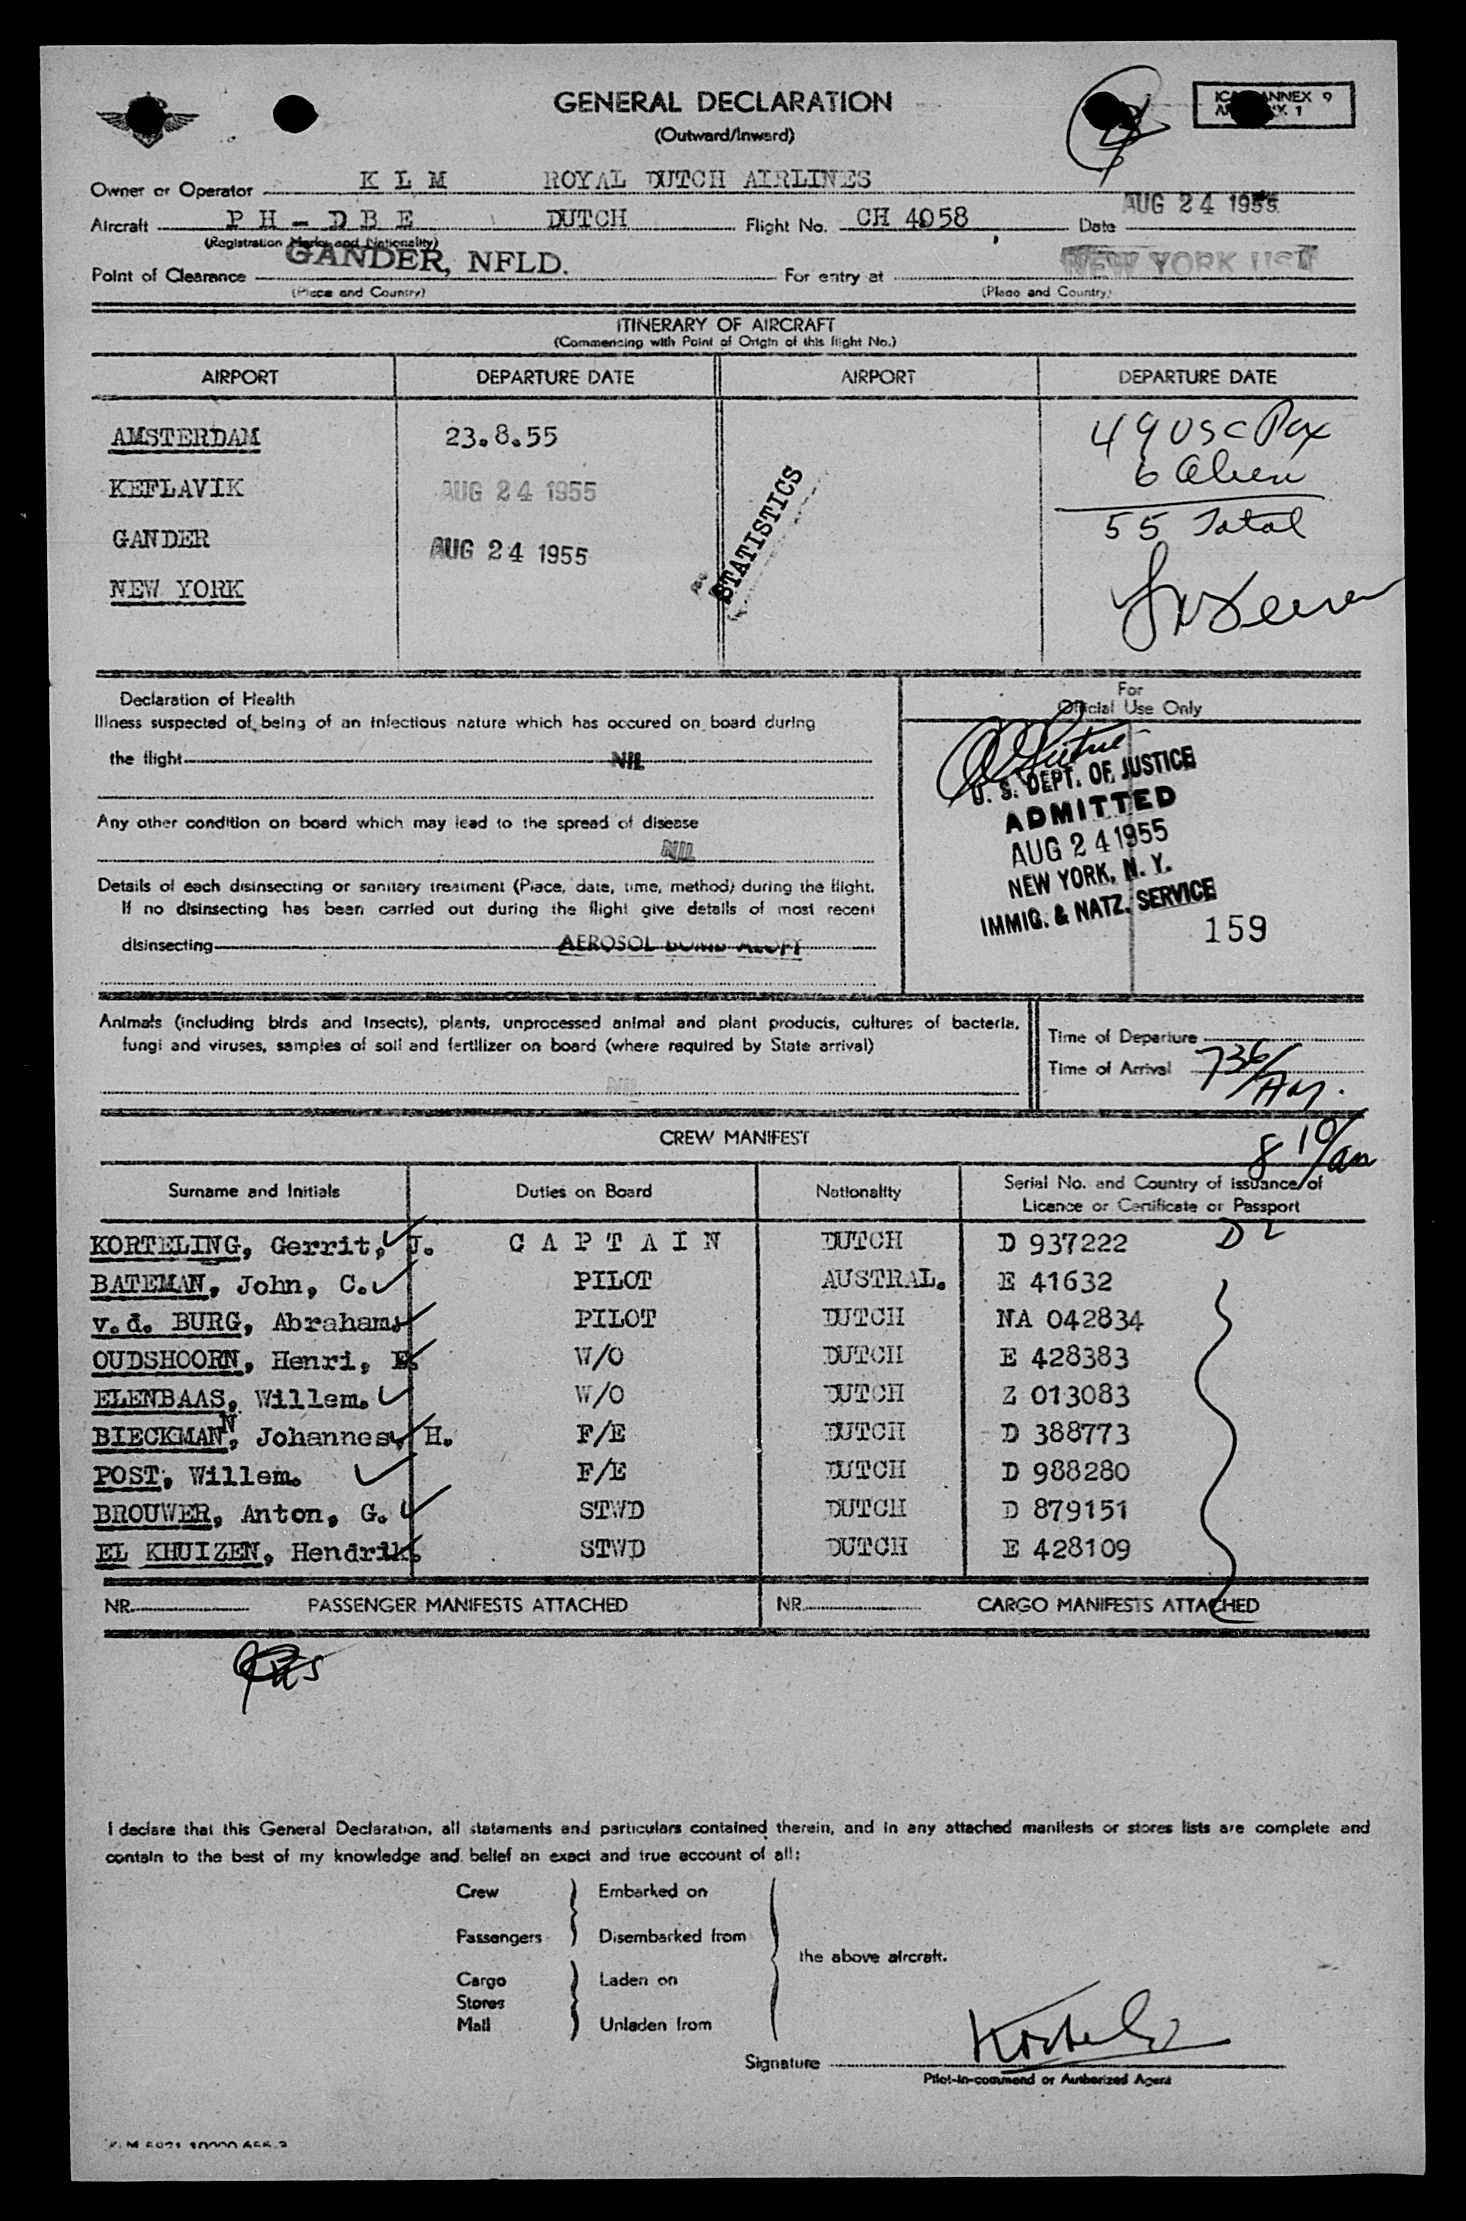 GENERAL DECLARATION
(Outward/Inward)
ANNEX 9
Owner or Operator K L M ROYAL DUTCH AIRLINES
Aircraft P H - D B E DUTCH Flight No. CH 4058 Date AUG 24 1955
(Registration Marks and Nationality)
Point of Clearance GANDER, NFLD. For entry at NEW YORK USA
(Place and Country) (Place and Country)
ITINERARY OF AIRCRAFT
(Commencing with Point of Origin of this flight No.)
AIRPORT DEPARTURE DATE AIRPORT DEPARTURE DATE
AMSTERDAM 23.8.55 49 USC Pax
KEFLAVIK AUG 24 1955 6 Alien
GANDER AUG 24 1955 55 Total
NEW YORK
STATISTICS
Declaration of Health
Illness suspected of being of an infectious nature which has occured on board during
the flight NIL
Any other condition on board which may lead to the spread of disease
NIL
Details of each disinsecting or sanitary treatment (Place, date, time, method) during the flight.
If no disinsecting has been carried out during the flight give details of most recent
disinsecting AEROSOL BOMB ALOFT
For
Official Use Only
U. S. DEPT. OF JUSTICE
ADMITTED
AUG 24 1955
NEW YORK, N. Y.
IMMIG. & NATZ. SERVICE
159
Animals (including birds and insects), plants, unprocessed animal and plant products, cultures of bacteria,
fungi and viruses, samples of soil and fertilizer on board (where required by State arrival)
NIL
Time of Departure
Time of Arrival 736/AM.
810/am
CREW MANIFEST
Surname and Initials Duties on Board Nationality Serial No. and Country of issuance of
Licence or Certificate or Passport
KORTELING, Gerrit, J. C A P T A I N DUTCH D 937222 DL
BATEMAN, John, C. PILOT AUSTRAL. E 41632
v.d. BURG, Abraham. PILOT DUTCH NA 042834
OUDSHOORN, Henri, F. W/O DUTCH E 428383
ELENBAAS, Willem. W/O DUTCH Z 013083
BIECKMANN, Johannes, H. F/E DUTCH D 388773
POST, Willem. F/E DUTCH D 988280
BROUWER, Anton, G. STWD DUTCH D 879151
EL KHUIZEN, Hendrik. STWD DUTCH E 428109
NR. PASSENGER MANIFESTS ATTACHED NR. CARGO MANIFESTS ATTACHED
I declare that this General Declaration, all statements and particulars contained therein, and in any attached manifests or stores lists are complete and
contain to the best of my knowledge and belief an exact and true account of all:
Crew Embarked on
Passengers Disembarked from
the above aircraft.
Cargo Laden on
Stores
Mail Unladen from
Signature
Pilot-in-command or Authorized Agent